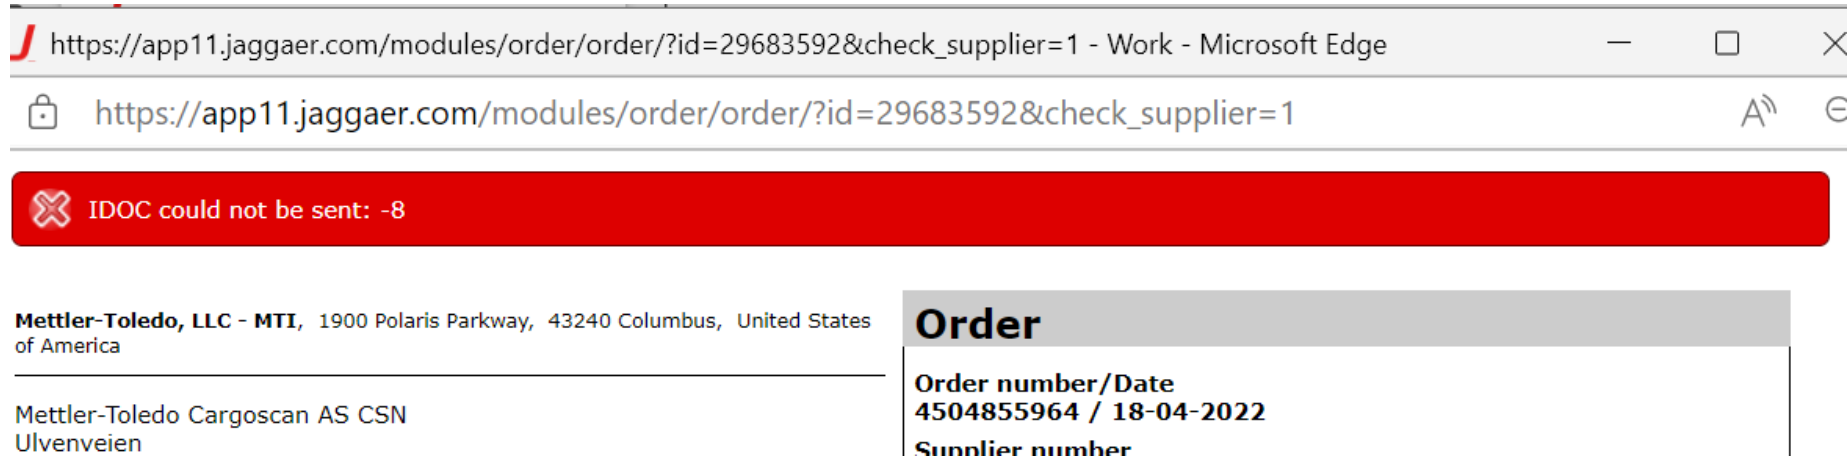 https://app11.jaggaer.com/modules/order/order/?id=29683592&check_supplier=1 - Work - Microsoft Edge
https://app11.jaggaer.com/modules/order/order/?id=29683592&check_supplier=1
IDOC could not be sent: -8
Mettler-Toledo, LLC - MTI, 1900 Polaris Parkway, 43240 Columbus, United States
of America
Mettler-Toledo Cargoscan AS CSN
Ulvenveien
Order
Order number/Date
4504855964 / 18-04-2022
Supplier number